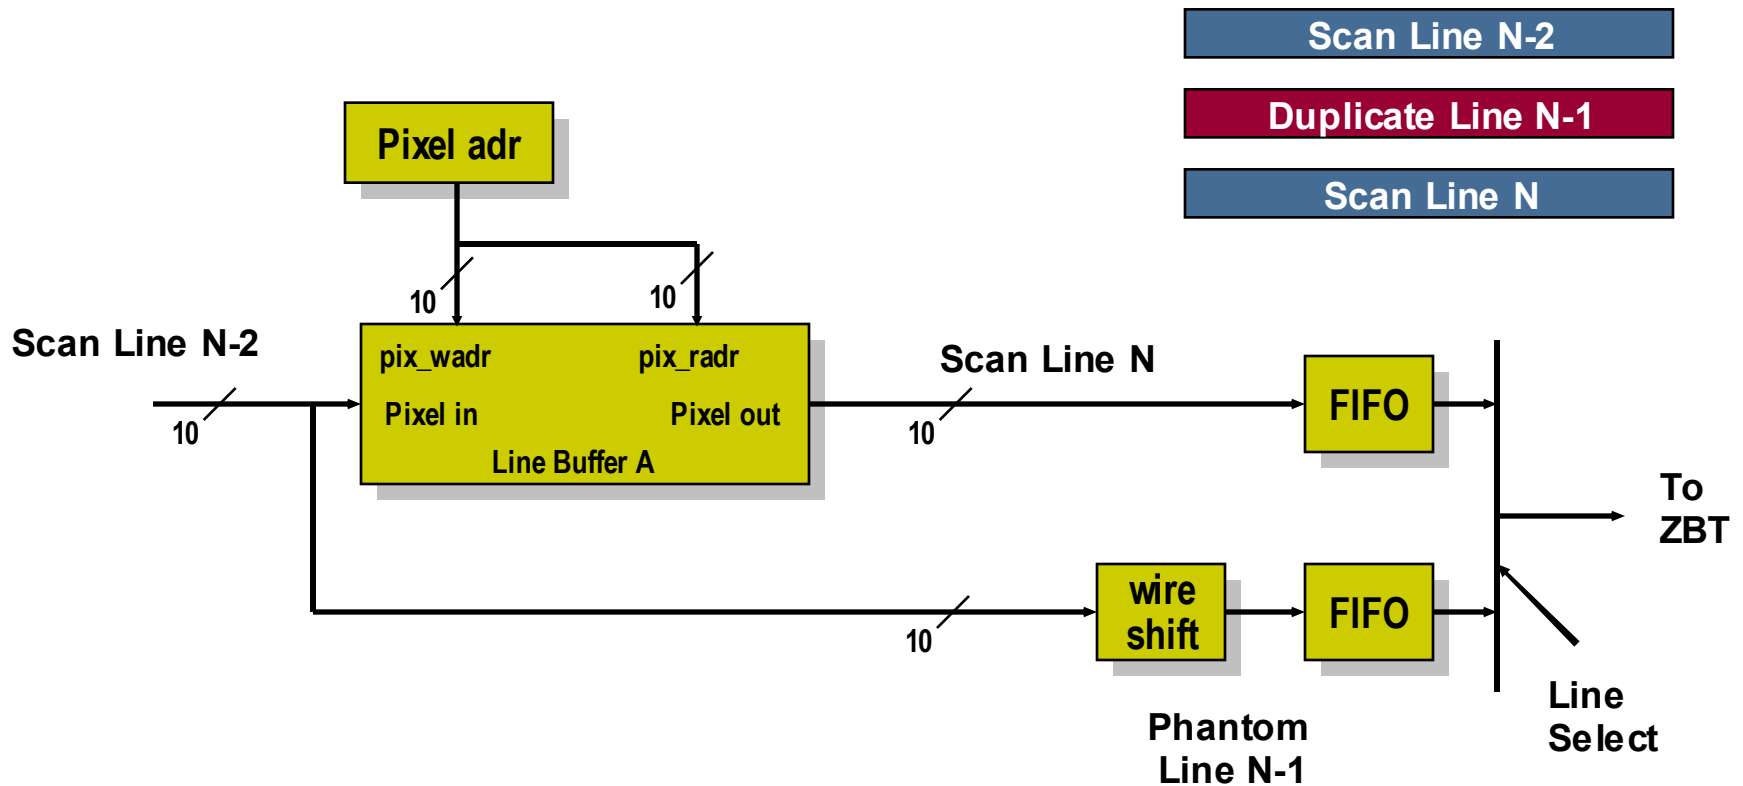 Scan Line N-2
Duplicate Line N-1
Scan Line N
Pixel adr
10
10
Scan Line N-2
10
pix_wadr
pix_radr
Pixel in
Pixel out
Line Buffer A
Scan Line N
10
FIFO
To
ZBT
10
wire
shift
FIFO
Phantom
Line N-1
Line
Select